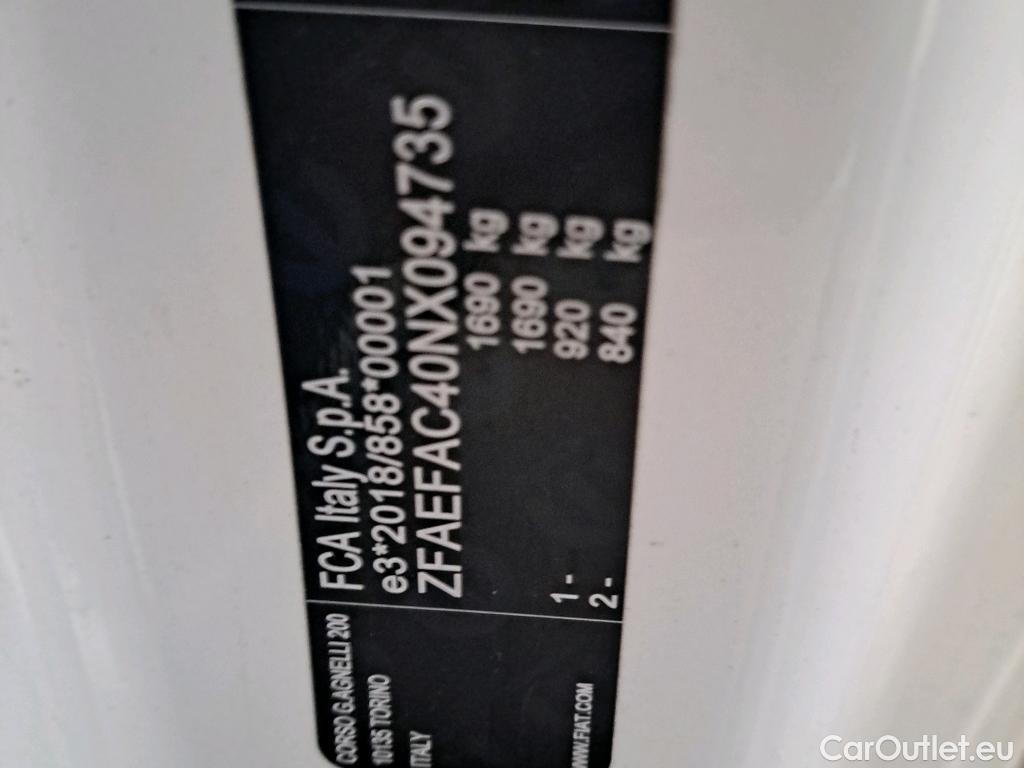 FCA Italy S.p.A.
e3*2018/858*00001
ZFAEFAC40NX094735
1690 kg
1690 kg
1 - 920 kg
2 - 840 kg
CORSO G.AGNELLI 200
10135 TORINO
ITALY
WWW.FIAT.COM
CarOutlet.eu